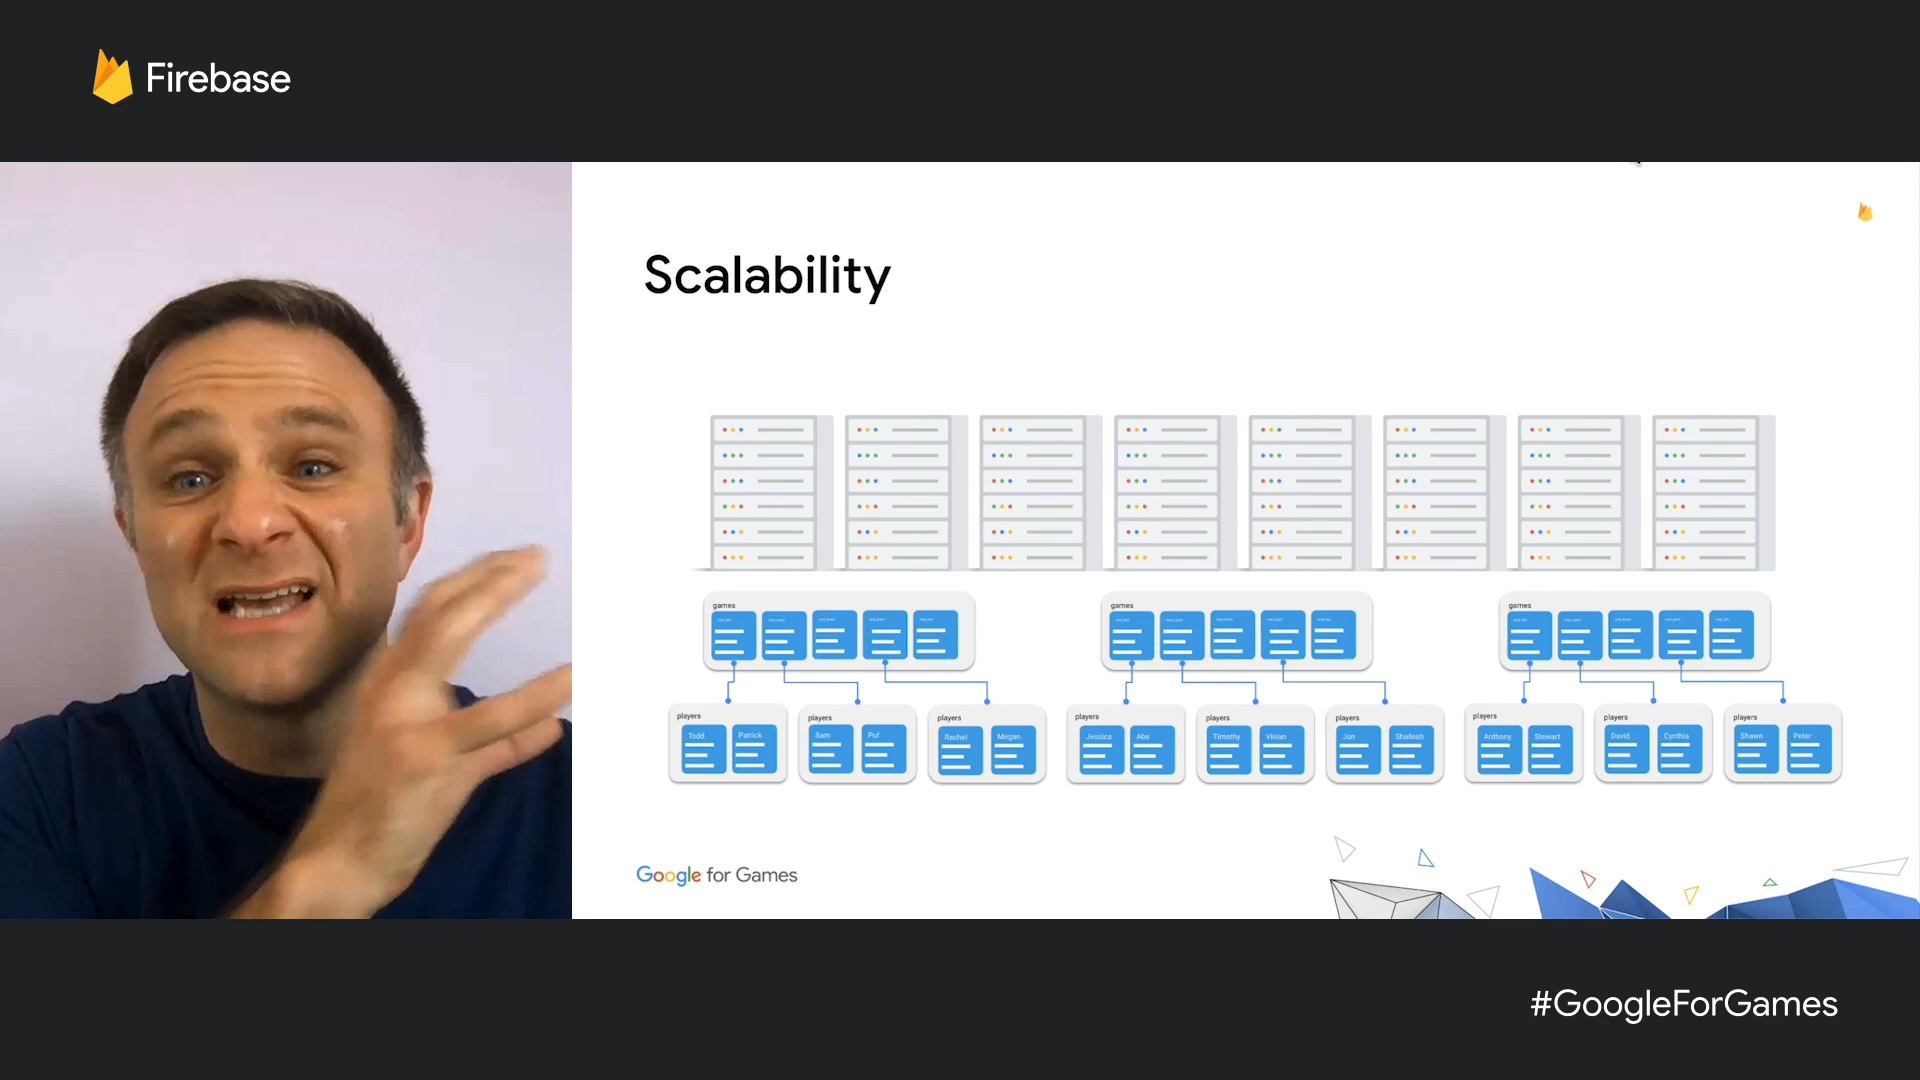 Firebase
Scalability
games
games
games
players
Todd
Patrick
players
Sam
Puf
players
Rachel
Megan
players
Jessica
Abe
players
Timothy
Vivian
players
Jon
Shailesh
players
Anthony
Stewart
players
David
Cynthia
players
Shawn
Peter
Google for Games
#GoogleForGames